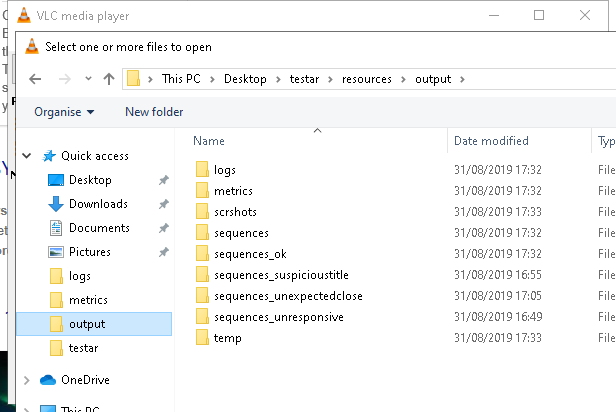 VLC media player
Select one or more files to open
This PC > Desktop > testar > resources > output >
Organise New folder
Name Date modified Typ
Quick access
Desktop
Downloads
Documents
Pictures
logs
metrics
output
testar
OneDrive
This PC
logs 31/08/2019 17:32 File
metrics 31/08/2019 17:32 File
scrshots 31/08/2019 17:33 File
sequences 31/08/2019 17:32 File
sequences_ok 31/08/2019 17:32 File
sequences_suspicioustitle 31/08/2019 16:55 File
sequences_unexpectedclose 31/08/2019 17:05 File
sequences_unresponsive 31/08/2019 16:49 File
temp 31/08/2019 17:33 File